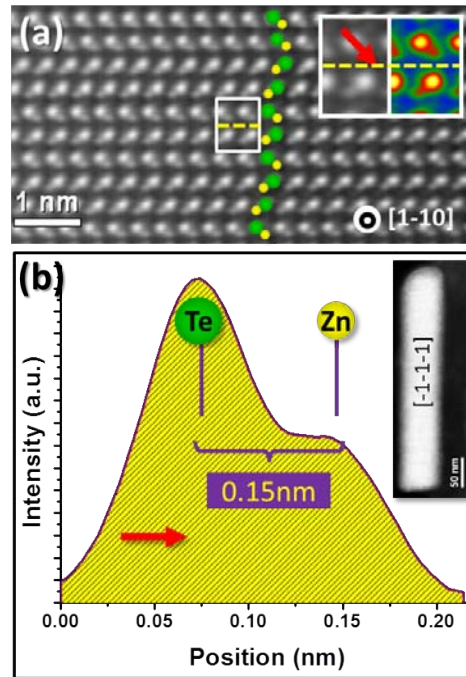 (a)
1 nm
[1-10]
(b)
Te
Zn
[-1-1-1]
50 nm
0.15nm
Intensity (a.u.)
0.00 0.05 0.10 0.15 0.20
Position (nm)